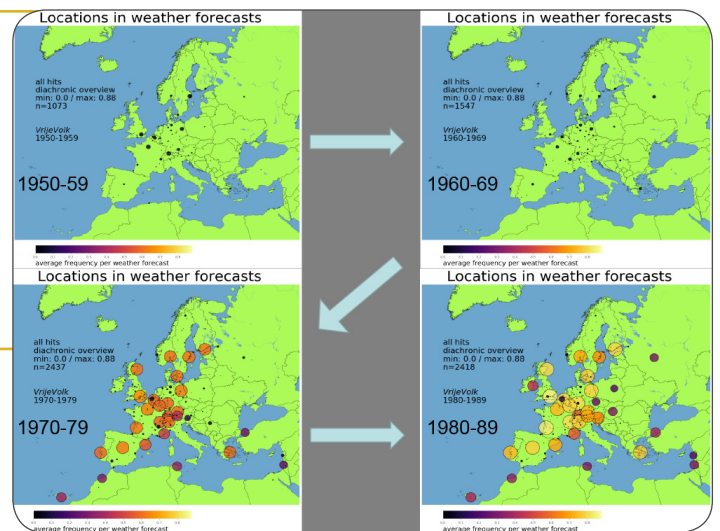 Locations in weather forecasts
all hits
diachronic overview
min: 0.0 / max: 0.88
n=1073
VrijeVolk
1950-1959
1950-59
average frequency per weather forecast
Locations in weather forecasts
all hits
diachronic overview
min: 0.0 / max: 0.88
n=1547
VrijeVolk
1960-1969
1960-69
average frequency per weather forecast
Locations in weather forecasts
all hits
diachronic overview
min: 0.0 / max: 0.88
n=2437
VrijeVolk
1970-1979
1970-79
average frequency per weather forecast
Locations in weather forecasts
all hits
diachronic overview
min: 0.0 / max: 0.88
n=2418
VrijeVolk
1980-1989
1980-89
average frequency per weather forecast